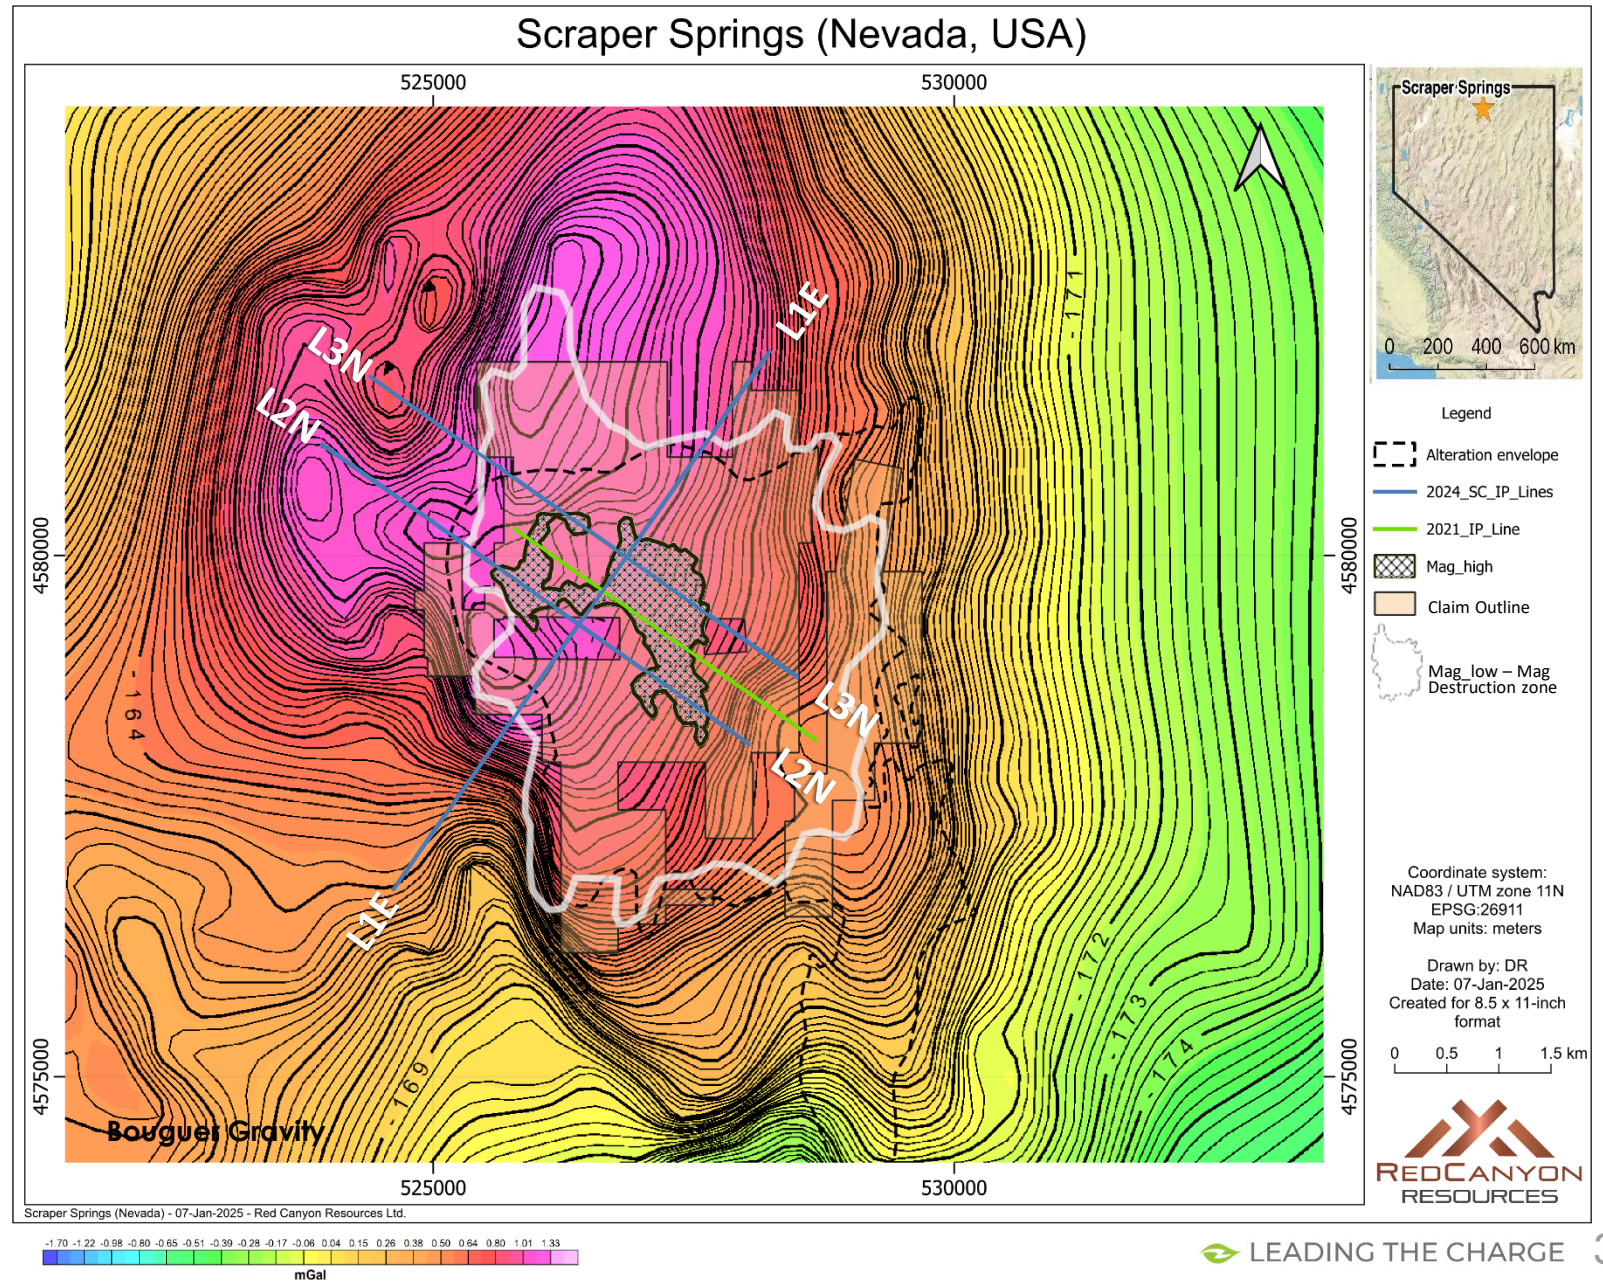 Scraper Springs (Nevada, USA)
525000
530000
L3N
L2N
L1E
-171
4580000
4580000
-164
L3N
L2N
L1E
-172
-173
-174
-169
4575000
4575000
Bouguer Gravity
525000
530000
Scraper Springs
0 200 400 600 km
Legend
Alteration envelope
2024_SC_IP_Lines
2021_IP_Line
Mag_high
Claim Outline
Mag_low – Mag
Destruction zone
Coordinate system:
NAD83 / UTM zone 11N
EPSG:26911
Map units: meters
Drawn by: DR
Date: 07-Jan-2025
Created for 8.5 x 11-inch
format
0 0.5 1 1.5 km
REDCANYON
RESOURCES
Scraper Springs (Nevada) - 07-Jan-2025 - Red Canyon Resources Ltd.
-1.70 -1.22 -0.98 -0.80 -0.65 -0.51 -0.39 -0.28 -0.17 -0.06 0.04 0.15 0.26 0.38 0.50 0.64 0.80 1.01 1.33
mGal
LEADING THE CHARGE